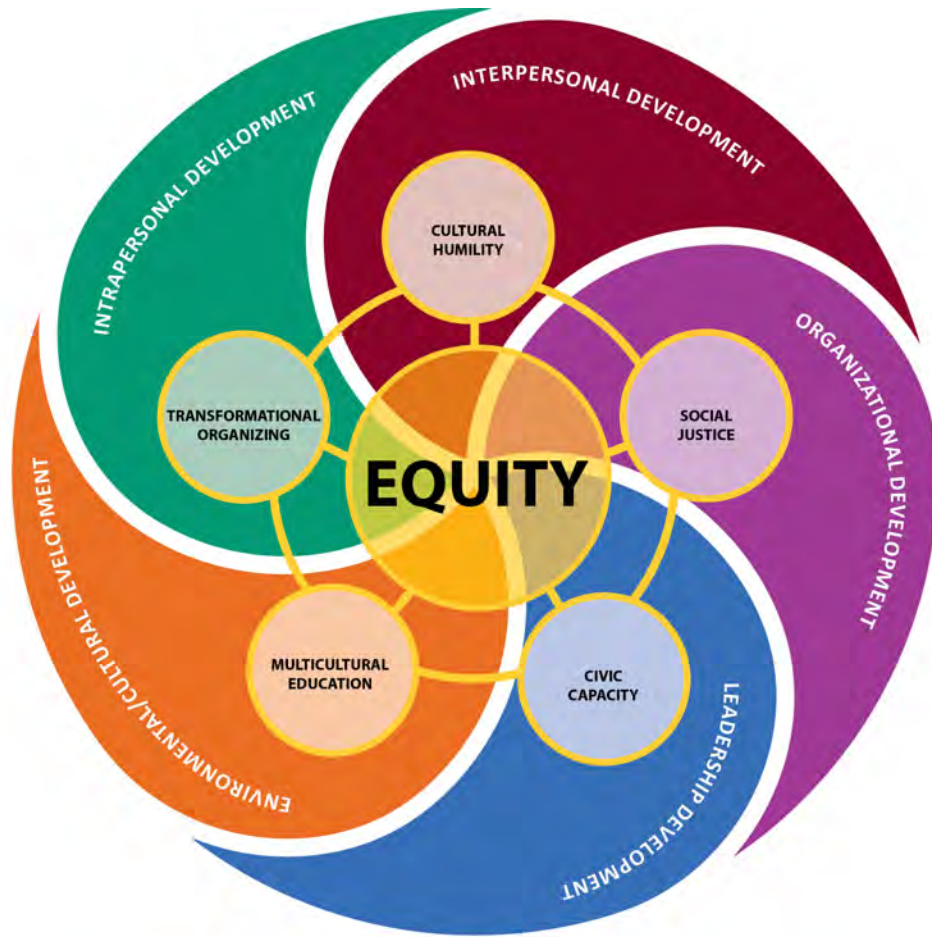 INTRAPERSONAL DEVELOPMENT
INTERPERSONAL DEVELOPMENT
ORGANIZATIONAL DEVELOPMENT
LEADERSHIP DEVELOPMENT
ENVIRONMENTAL/CULTURAL DEVELOPMENT
CULTURAL
HUMILITY
TRANSFORMATIONAL
ORGANIZING
SOCIAL
JUSTICE
EQUITY
MULTICULTURAL
EDUCATION
CIVIC
CAPACITY